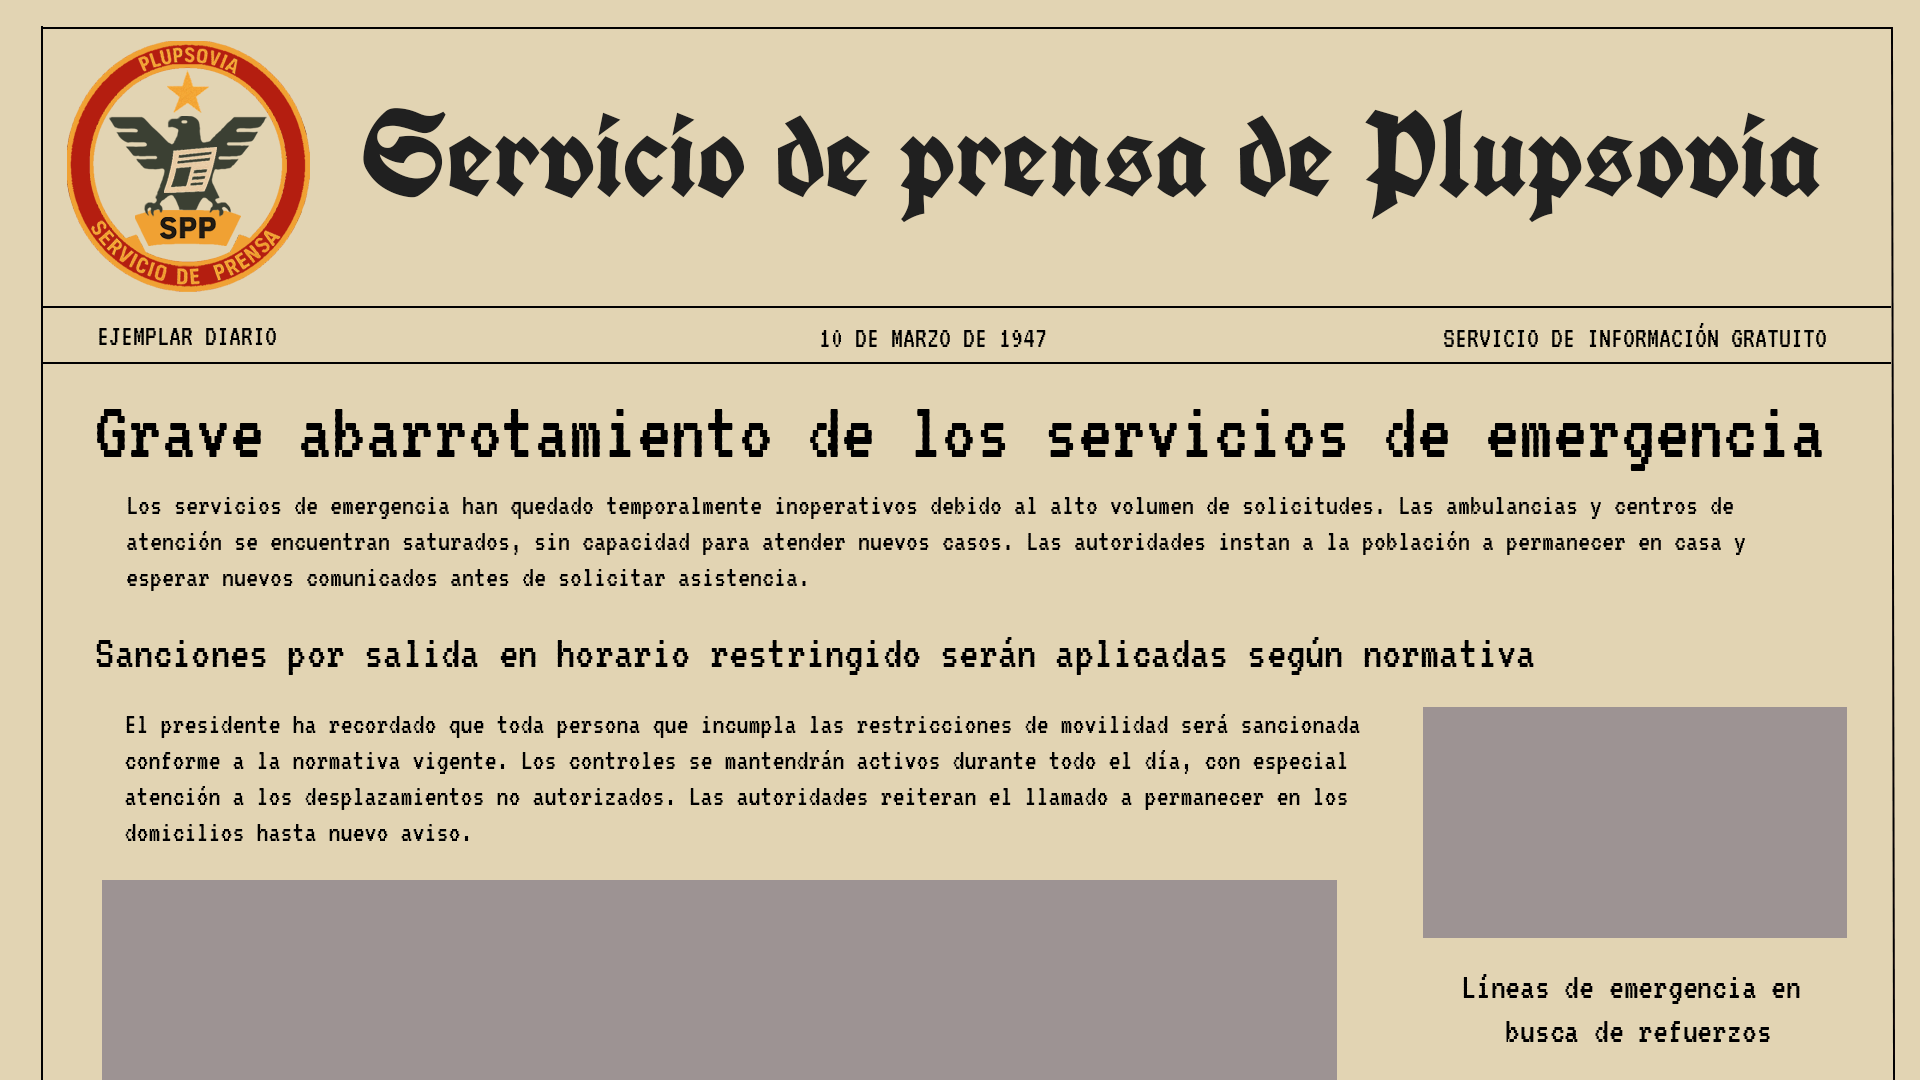 PLUPSOVIA
SPP
SERVICIO DE PRENSA
Servicio de prensa de Plupsovia
EJEMPLAR DIARIO
10 DE MARZO DE 1947
SERVICIO DE INFORMACIÓN GRATUITO
Grave abarrotamiento de los servicios de emergencia
Los servicios de emergencia han quedado temporalmente inoperativos debido al alto volumen de solicitudes. Las ambulancias y centros de
atención se encuentran saturados, sin capacidad para atender nuevos casos. Las autoridades instan a la población a permanecer en casa y
esperar nuevos comunicados antes de solicitar asistencia.
Sanciones por salida en horario restringido serán aplicadas según normativa
El presidente ha recordado que toda persona que incumpla las restricciones de movilidad será sancionada
conforme a la normativa vigente. Los controles se mantendrán activos durante todo el día, con especial
atención a los desplazamientos no autorizados. Las autoridades reiteran el llamado a permanecer en los
domicilios hasta nuevo aviso.
Líneas de emergencia en
busca de refuerzos